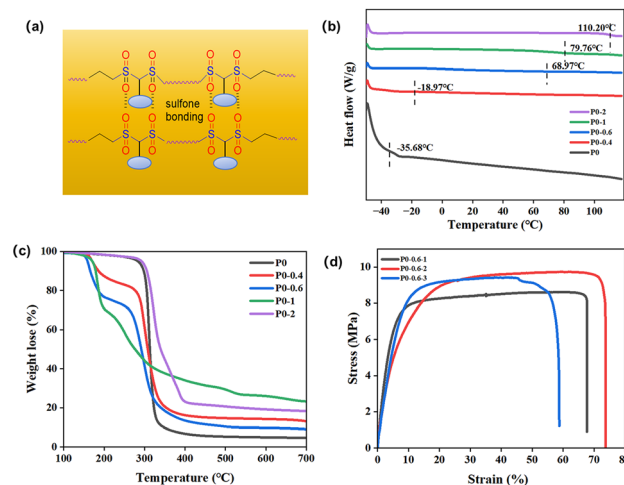 (a)
O O O O
S S S S
O O O O
sulfone
bonding
O O O O
S S S S
O O O O
(b)
Heat flow (W/g)
110.20℃
79.76℃
68.97℃
-18.97℃
-35.68℃
P0-2
P0-1
P0-0.6
P0-0.4
P0
-40 -20 0 20 40 60 80 100
Temperature (℃)
(c)
Weight loss (%)
100
80
60
40
20
0
P0
P0-0.4
P0-0.6
P0-1
P0-2
100 200 300 400 500 600 700
Temperature (℃)
(d)
Stress (MPa)
10
8
6
4
2
0
P0-0.6-1
P0-0.6-2
P0-0.6-3
0 10 20 30 40 50 60 70 80
Strain (%)